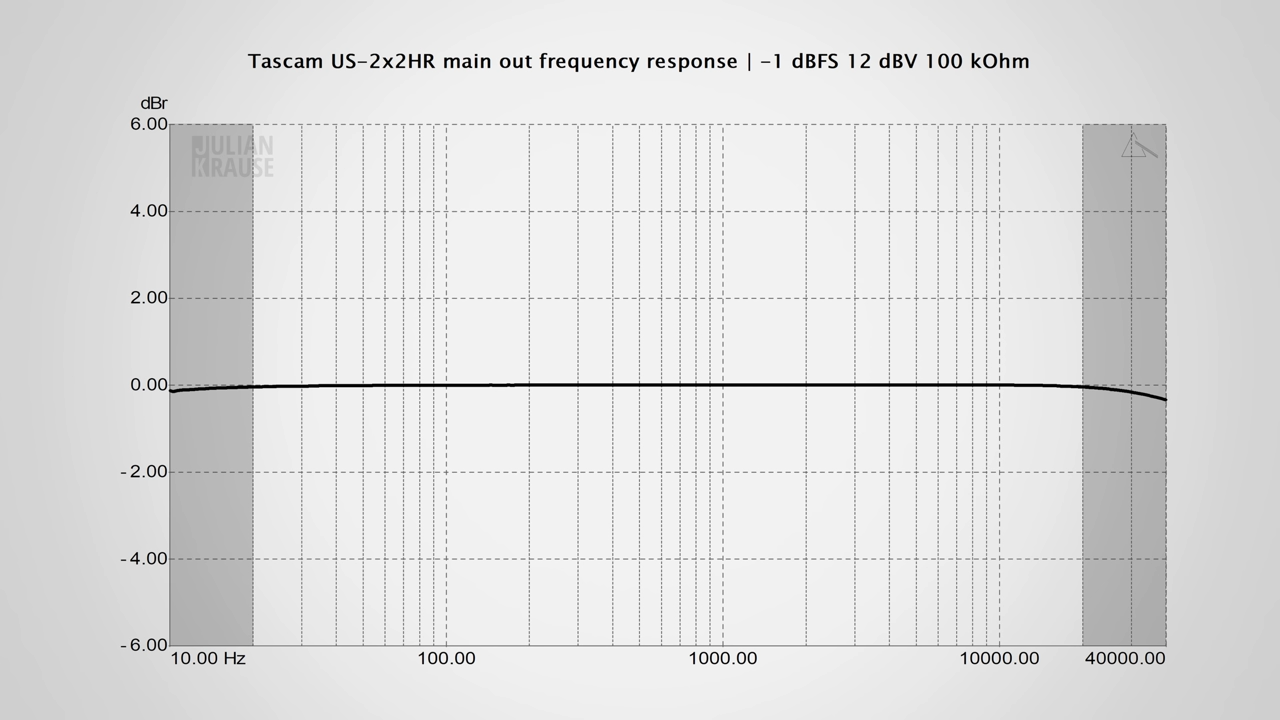 Tascam US-2x2HR main out frequency response | -1 dBFS 12 dBV 100 kOhm
dBr
6.00
JULIAN
KRAUSE
4.00
2.00
0.00
-2.00
-4.00
-6.00
10.00 Hz 100.00 1000.00 10000.00 40000.00